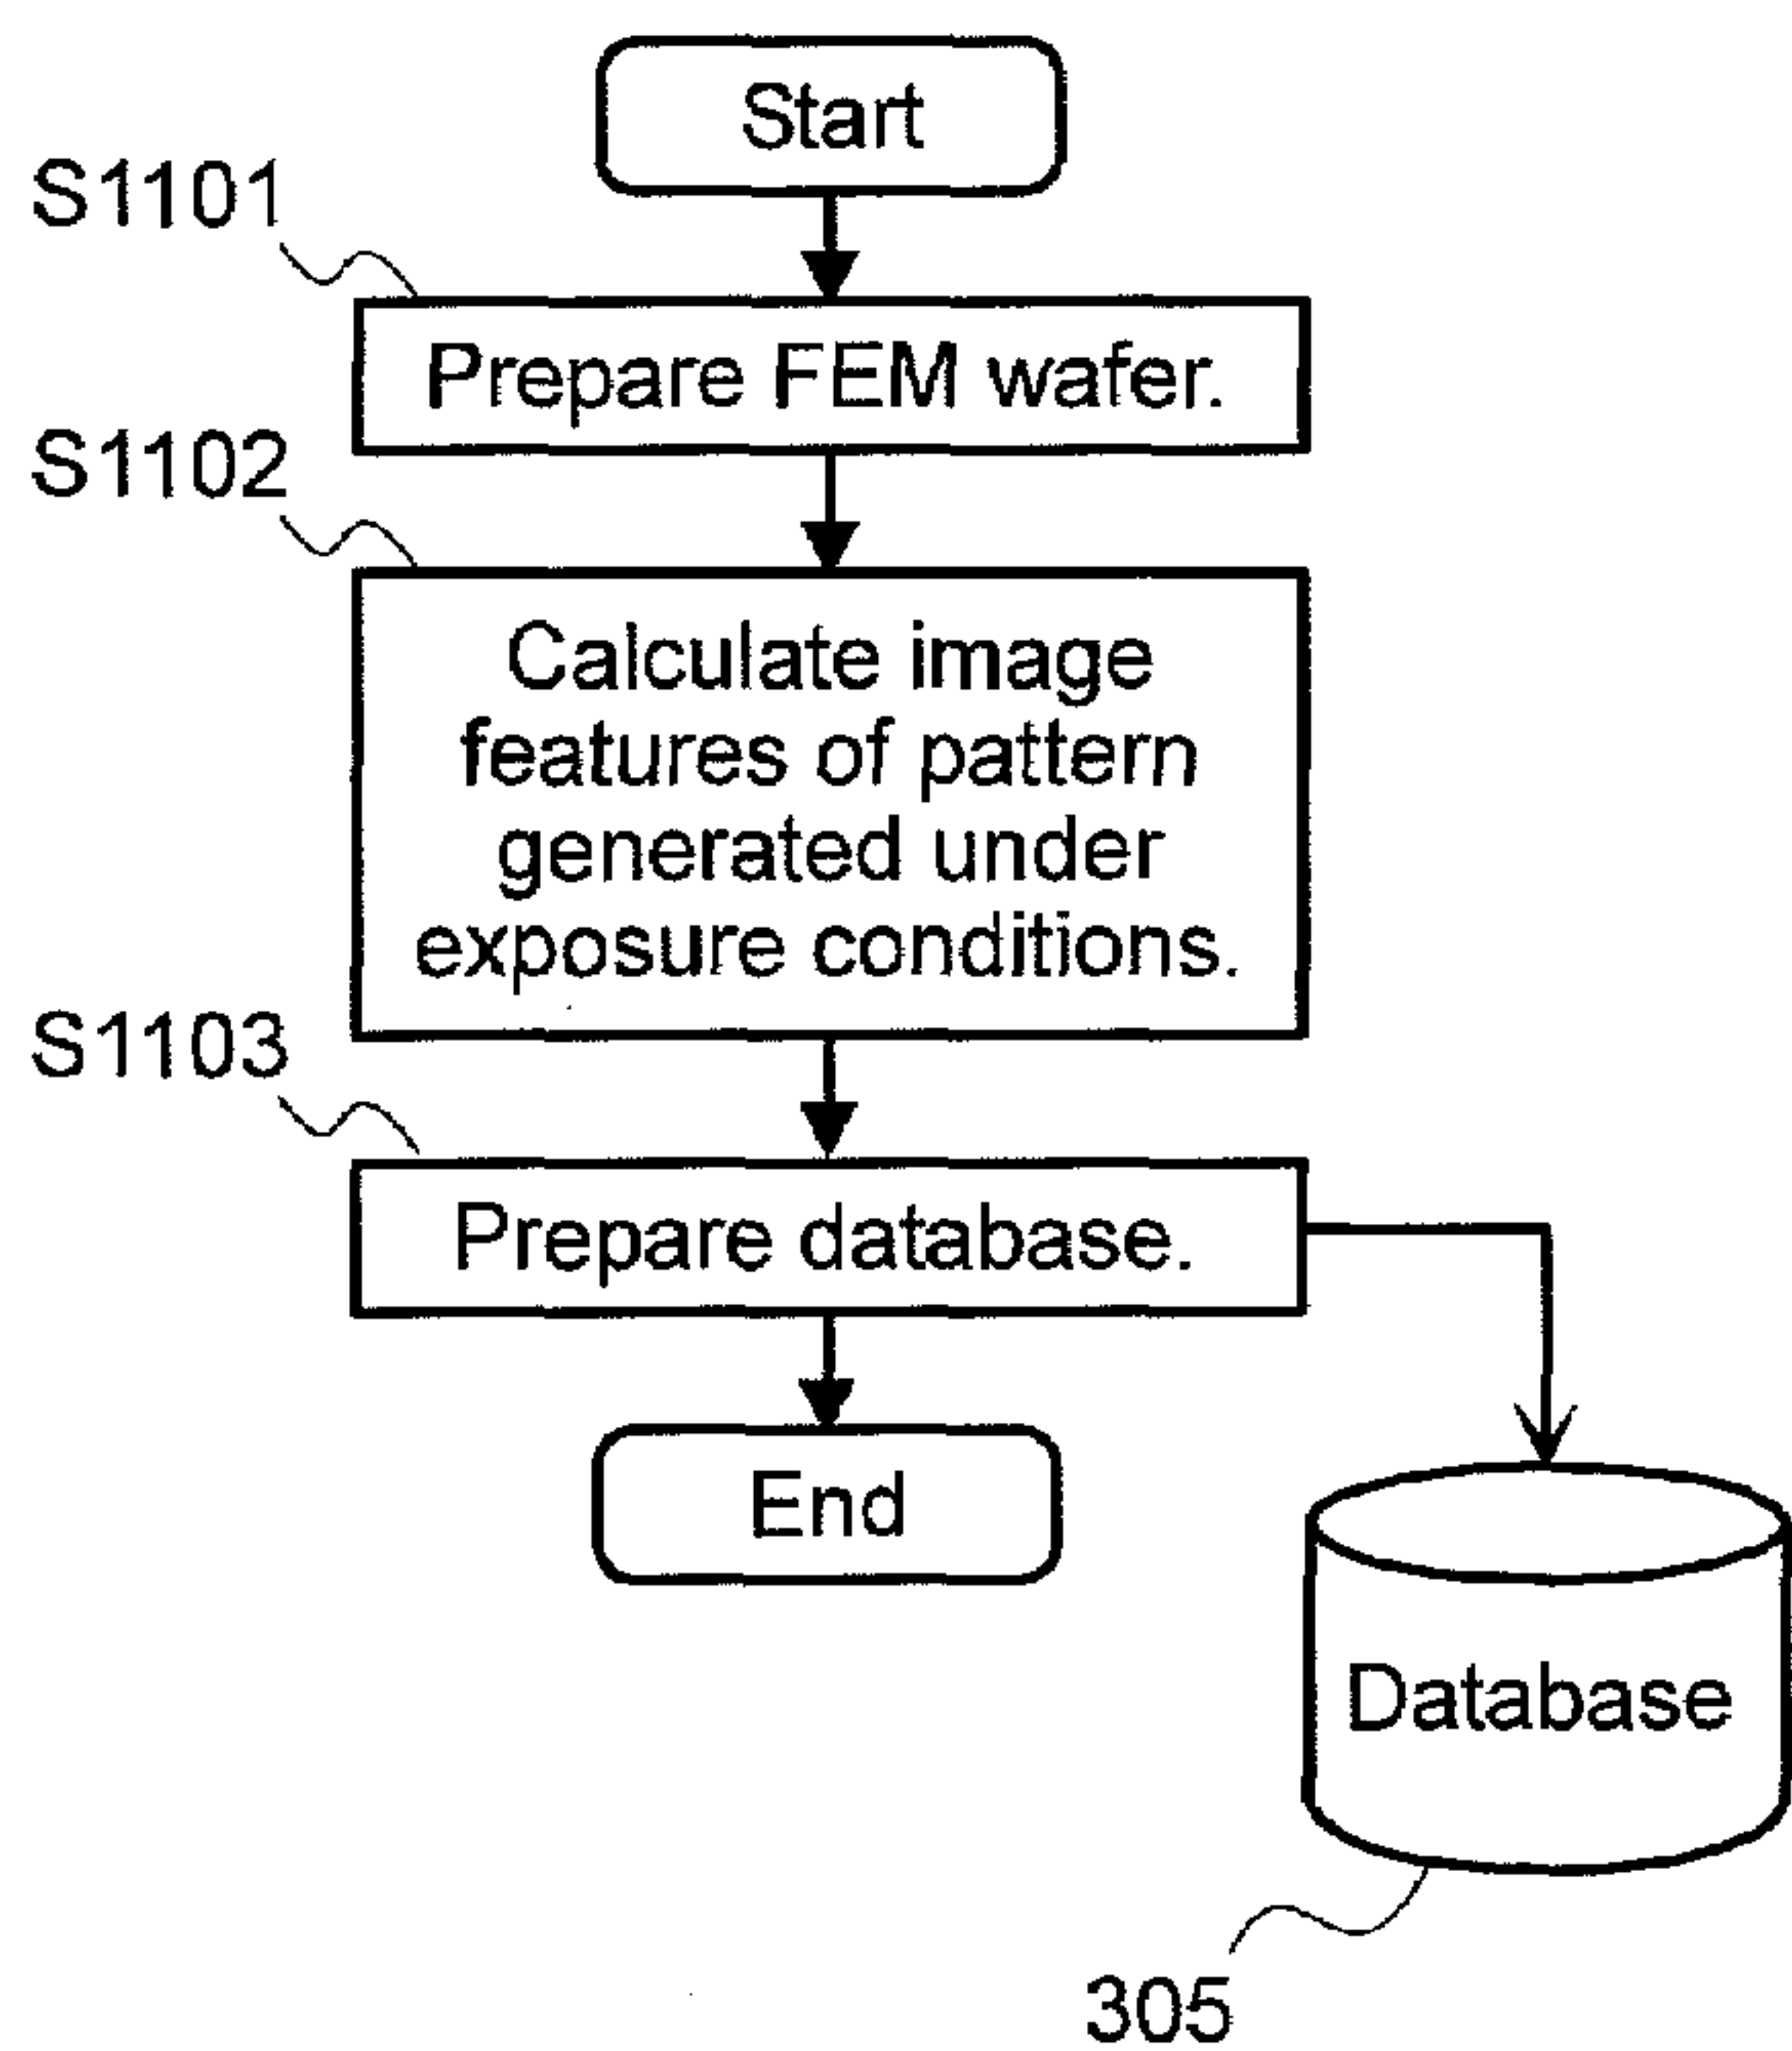 Start
S1101
Prepare FEM wafer.
S1102
Calculate image
features of pattern
generated under
exposure conditions.
S1103
Prepare database.
End
Database
305